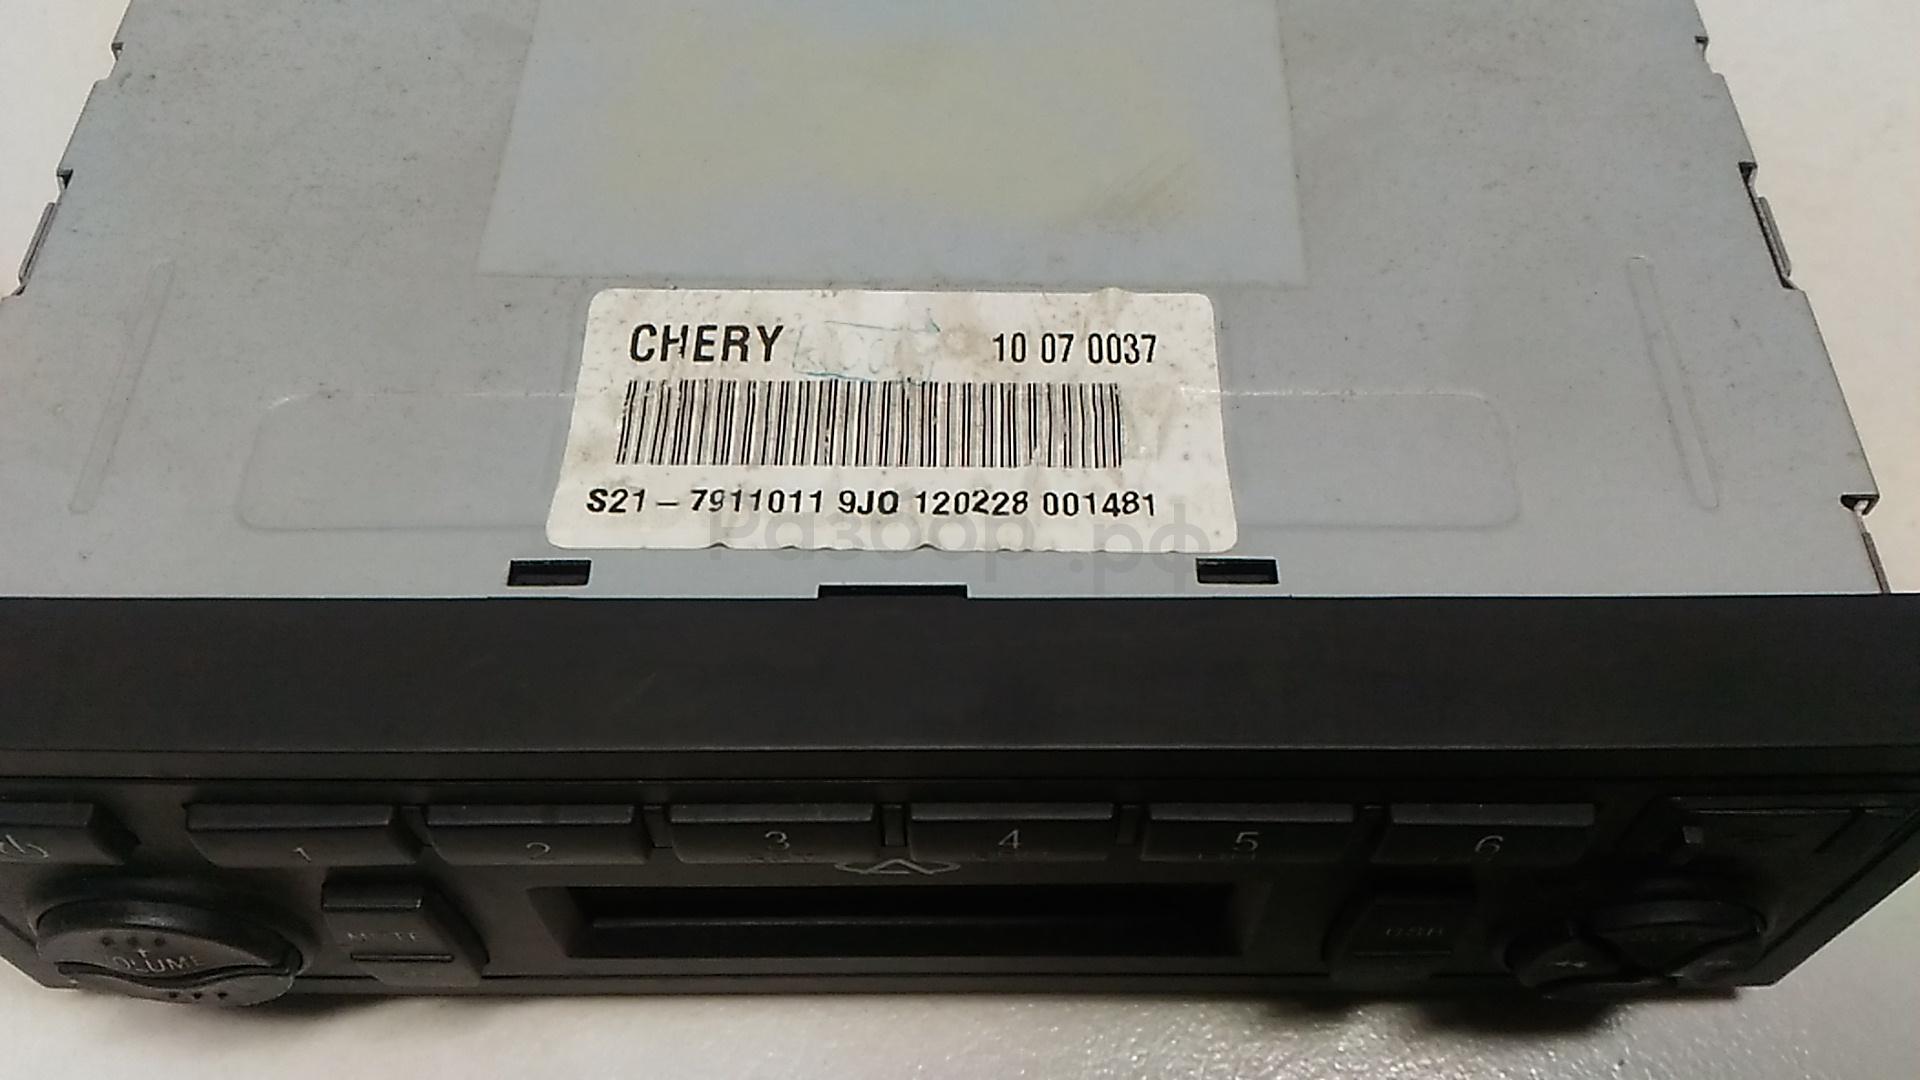 CHERY 10 07 0037
S21-7911011 9JQ 120228 001481
Разбор.рф
1 2 3 4 5 6
MUTE
VOLUME
USB